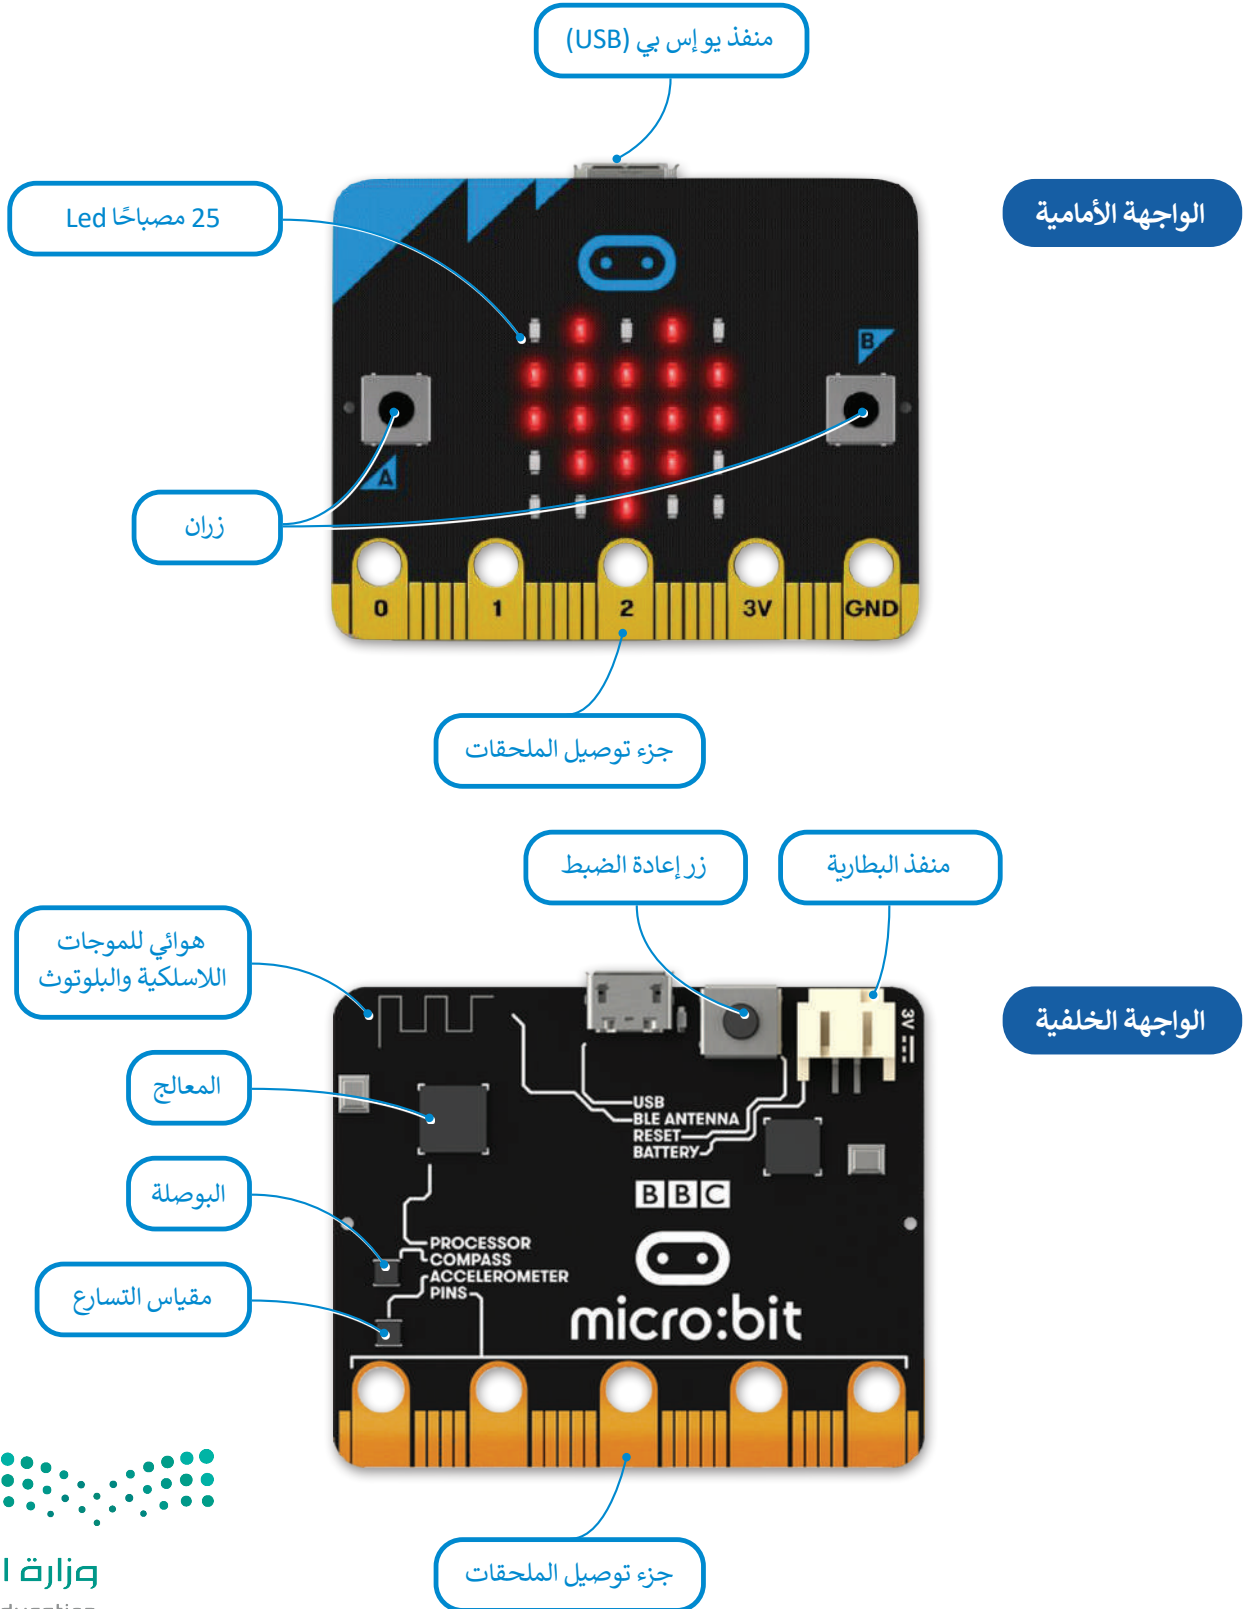 منفذ يو إس بي (USB)
الواجهة الأمامية
25 مصباحًا Led
B
A
زران
0 1 2 3V GND
جزء توصيل الملحقات
منفذ البطارية
زر إعادة الضبط
هوائي للموجات
اللاسلكية والبلوتوث
الواجهة الخلفية
3V
المعالج
USB
BLE ANTENNA
RESET
BATTERY
BBC
البوصلة
PROCESSOR
COMPASS
ACCELEROMETER
PINS
micro:bit
مقياس التسارع
جزء توصيل الملحقات
وزارة ا